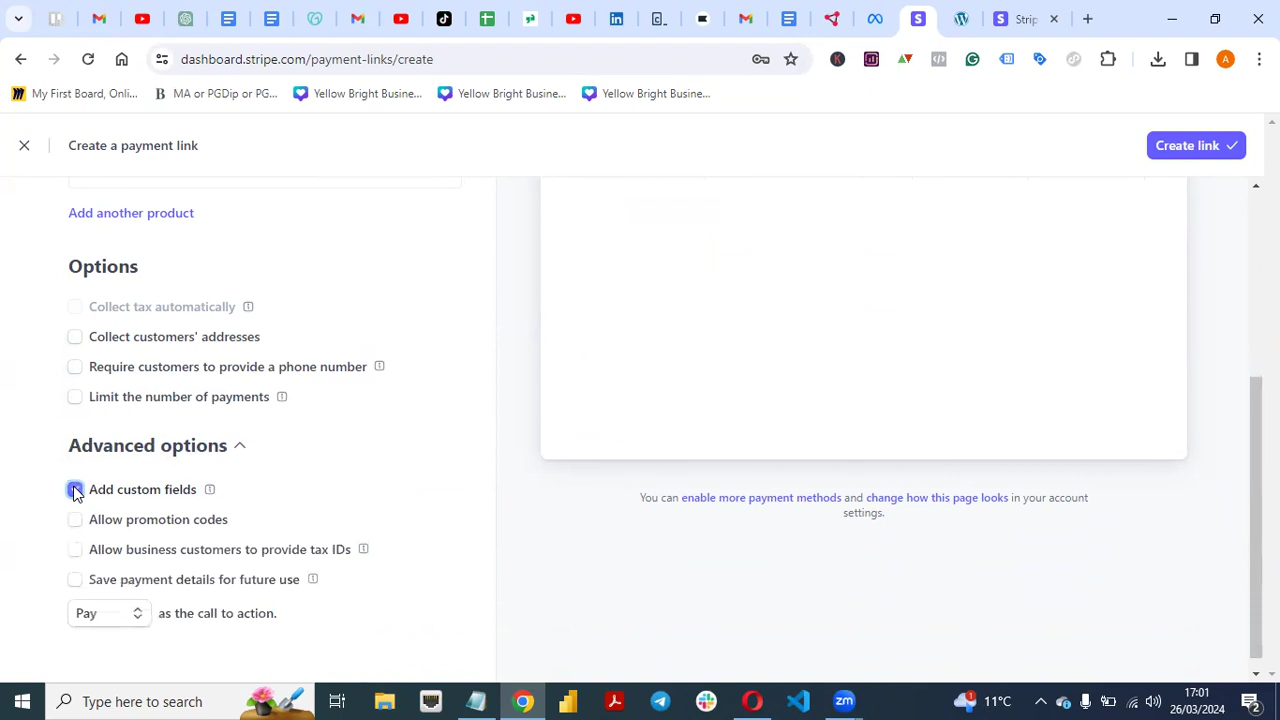 Strip
dashboard.stripe.com/payment-links/create
My First Board, Onli...
MA or PGDip or PG...
Yellow Bright Busine...
Yellow Bright Busine...
Yellow Bright Busine...
Create a payment link
Create link
Add another product
Options
Collect tax automatically
Collect customers' addresses
Require customers to provide a phone number
Limit the number of payments
Advanced options
Add custom fields
Allow promotion codes
Allow business customers to provide tax IDs
Save payment details for future use
Pay as the call to action.
You can enable more payment methods and change how this page looks in your account
settings.
Type here to search
11°C
17:01
26/03/2024